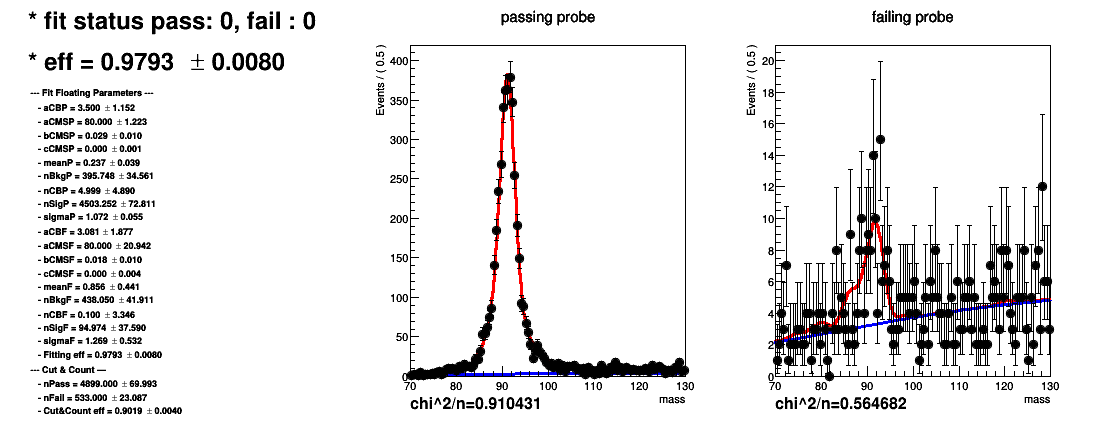 * fit status pass: 0, fail : 0
* eff = 0.9793 ± 0.0080
--- Fit Floating Parameters ---
- aCBP = 3.500 ± 1.152
- aCMSP = 80.000 ± 1.223
- bCMSP = 0.029 ± 0.010
- cCMSP = 0.000 ± 0.001
- meanP = 0.237 ± 0.039
- nBkgP = 395.748 ± 34.561
- nCBP = 4.999 ± 4.890
- nSigP = 4503.252 ± 72.811
- sigmaP = 1.072 ± 0.055
- aCBF = 3.081 ± 1.877
- aCMSF = 80.000 ± 20.942
- bCMSF = 0.018 ± 0.010
- cCMSF = 0.000 ± 0.004
- meanF = 0.856 ± 0.441
- nBkgF = 438.050 ± 41.911
- nCBF = 0.100 ± 3.346
- nSigF = 94.974 ± 37.590
- sigmaF = 1.269 ± 0.532
- Fitting eff = 0.9793 ± 0.0080
--- Cut & Count ---
- nPass = 4899.000 ± 69.993
- nFail = 533.000 ± 23.087
- Cut&Count eff = 0.9019 ± 0.0040
passing probe
Events / ( 0.5 )
400
350
300
250
200
150
100
50
0
70 80 90 100 110 120 130
mass
chi^2/n=0.910431
failing probe
Events / ( 0.5 )
20
18
16
14
12
10
8
6
4
2
0
70 80 90 100 110 120 130
mass
chi^2/n=0.564682